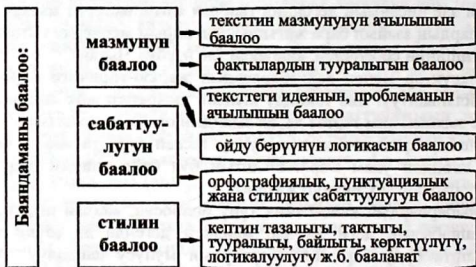 Баяндаманы баалоо:
мазмунун
баалоо
сабаттуу-
лугун
баалоо
стилин
баалоо
тексттин мазмунунун ачылышын
баалоо
фактылардын тууралыгын баалоо
тексттеги идеянын, проблеманын
ачылышын баалоо
ойду берүүнүн логикасын баалоо
орфографиялык, пунктуациялык
жана стилдик сабаттуулугун баалоо
кептин тазалыгы, тактыгы,
тууралыгы, байлыгы, көрктүүлүгү,
логикалуулугу ж.б. бааланат